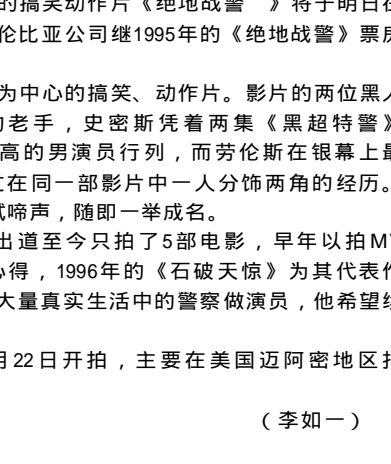 的搞笑动作片《绝地战警 》将于明日在
伦比亚公司继1995年的《绝地战警》票房
为中心的搞笑、动作片。影片的两位黑人
的老手，史密斯凭着两集《黑超特警》
高的男演员行列，而劳伦斯在银幕上最
过在同一部影片中一人分饰两角的经历。
试啼声，随即一举成名。
出道至今只拍了5部电影，早年以拍MV
心得，1996年的《石破天惊》为其代表作
大量真实生活中的警察做演员，他希望给
月22日开拍，主要在美国迈阿密地区拍
（李如一）